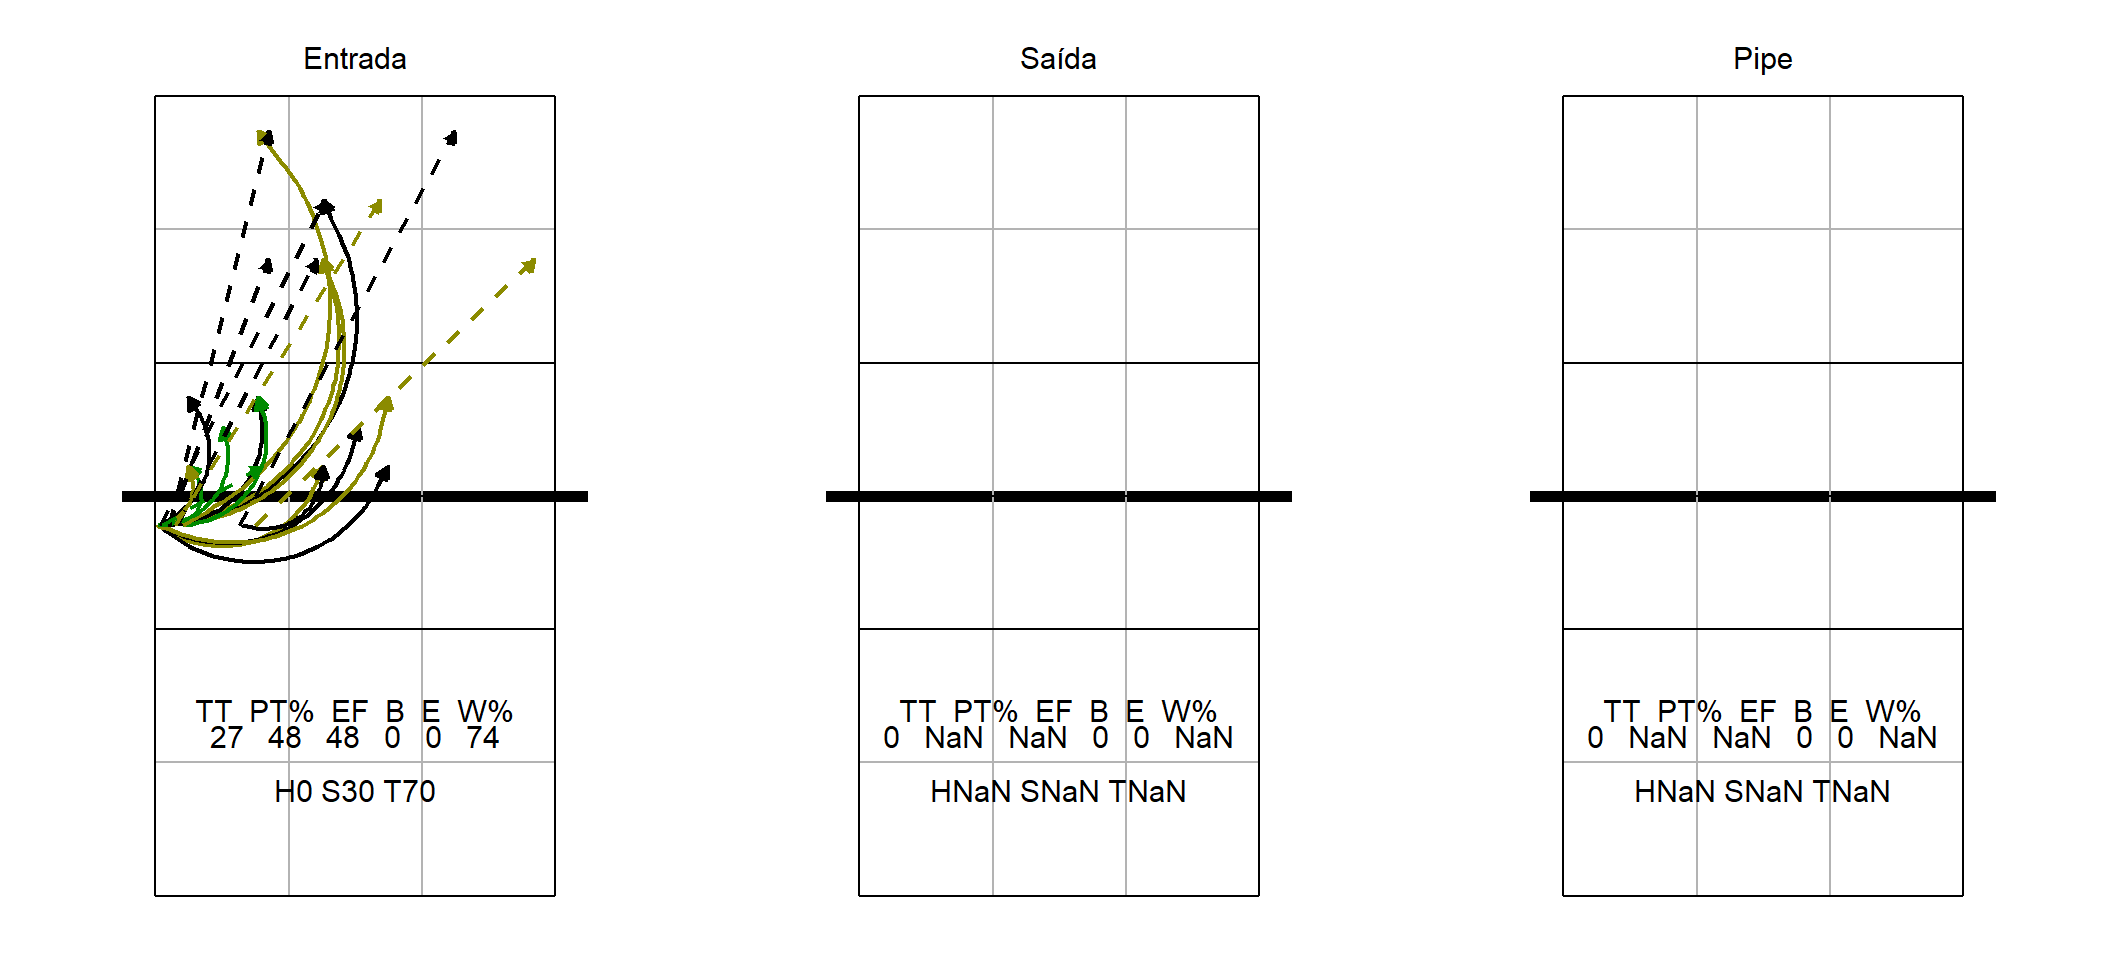 Entrada
TT PT% EF B E W%
27 48 48 0 0 74
H0 S30 T70
Saída
TT PT% EF B E W%
0 NaN NaN 0 0 NaN
HNaN SNaN TNaN
Pipe
TT PT% EF B E W%
0 NaN NaN 0 0 NaN
HNaN SNaN TNaN